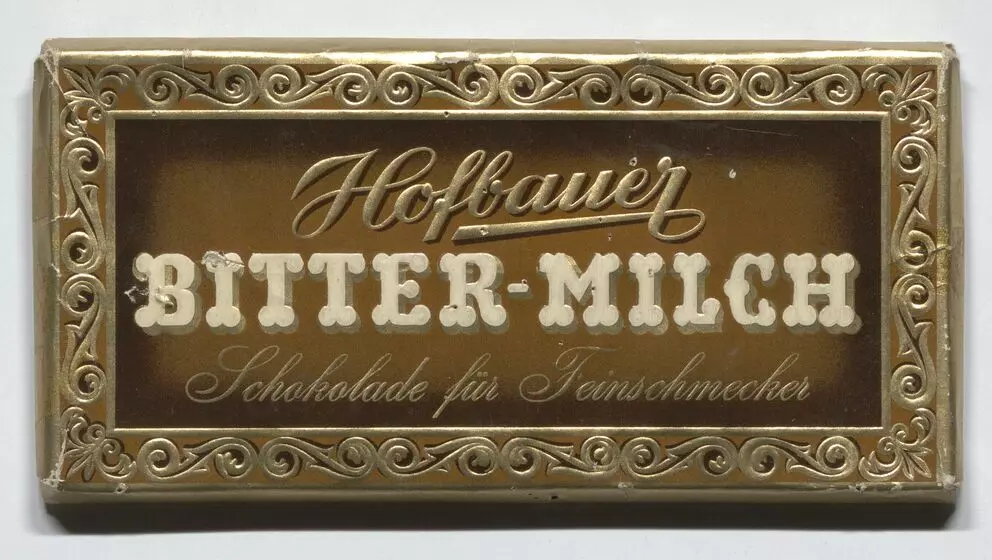 Hofbauer
BITTER-MILCH
Schokolade für Feinschmecker